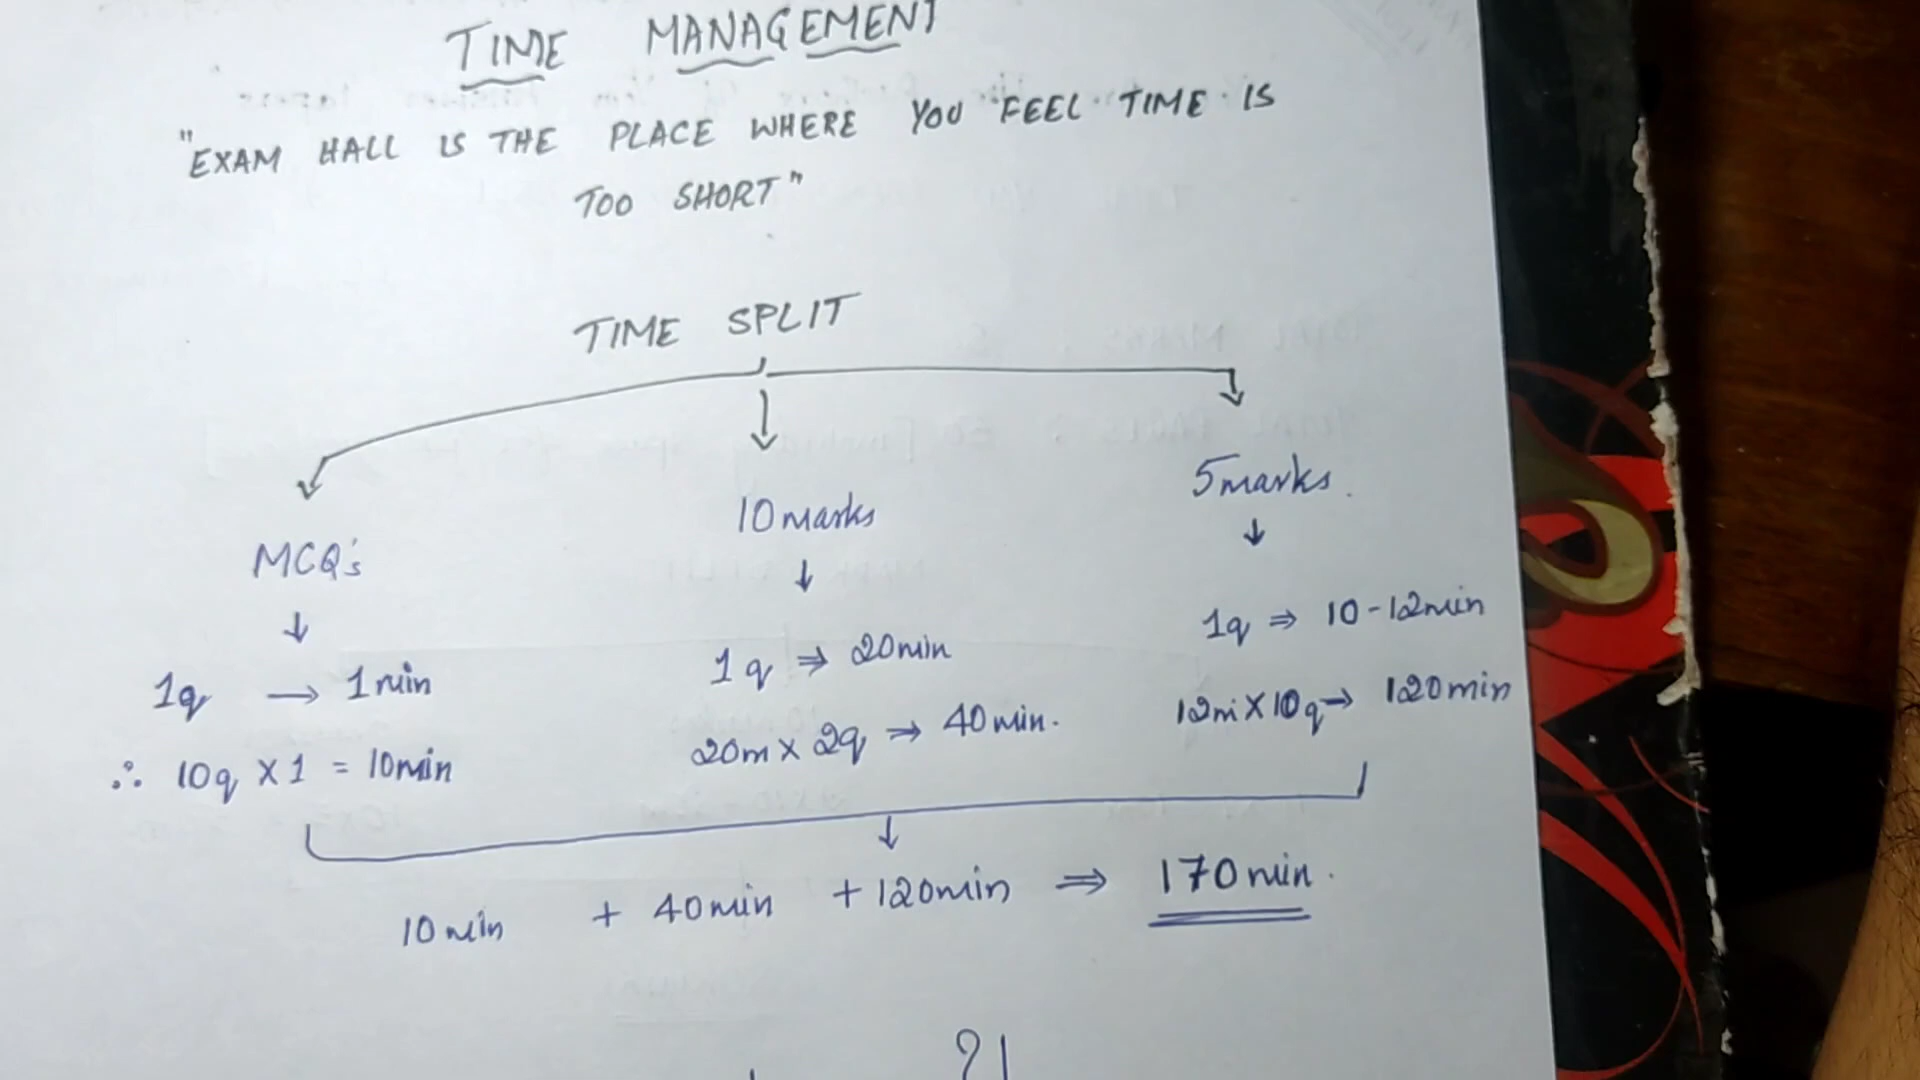 TIME MANAGEMENT
"EXAM HALL IS THE PLACE WHERE YOU FEEL TIME IS
TOO SHORT"
TIME SPLIT
MCQ's
1q → 1min
∴ 10q X 1 = 10min
10marks
1q ⇒ 20min
20m x 2q ⇒ 40min.
5marks.
1q ⇒ 10-12min
12m X 10q → 120min
10min + 40min + 120min ⇒ 170min.